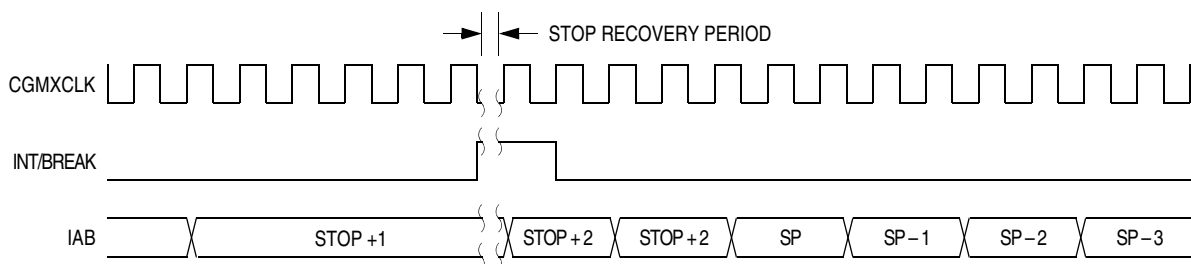 STOP RECOVERY PERIOD
CGMXCLK
INT/BREAK
IAB
STOP +1
STOP + 2
STOP + 2
SP
SP – 1
SP – 2
SP – 3